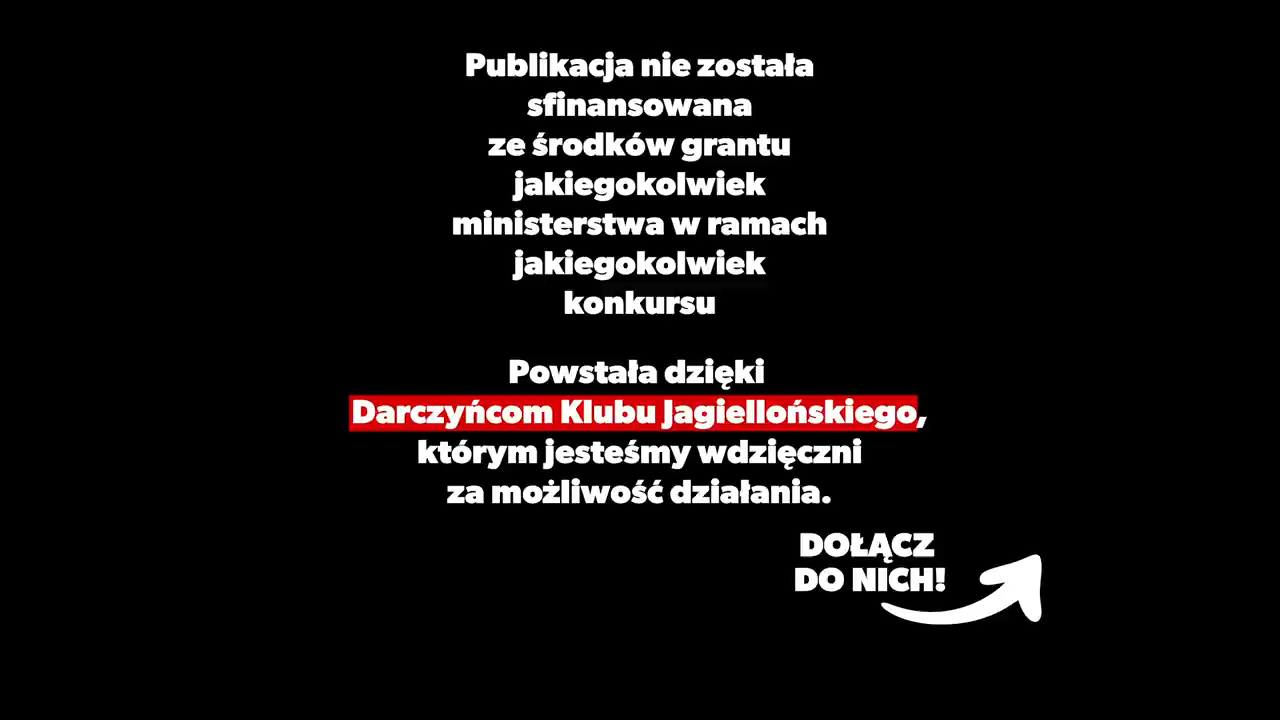 Publikacja nie została
sfinansowana
ze środków grantu
jakiegokolwiek
ministerstwa w ramach
jakiegokolwiek
konkursu
Powstała dzięki
Darczyńcom Klubu Jagiellońskiego,
którym jesteśmy wdzięczni
za możliwość działania.
DOŁĄCZ
DO NICH!